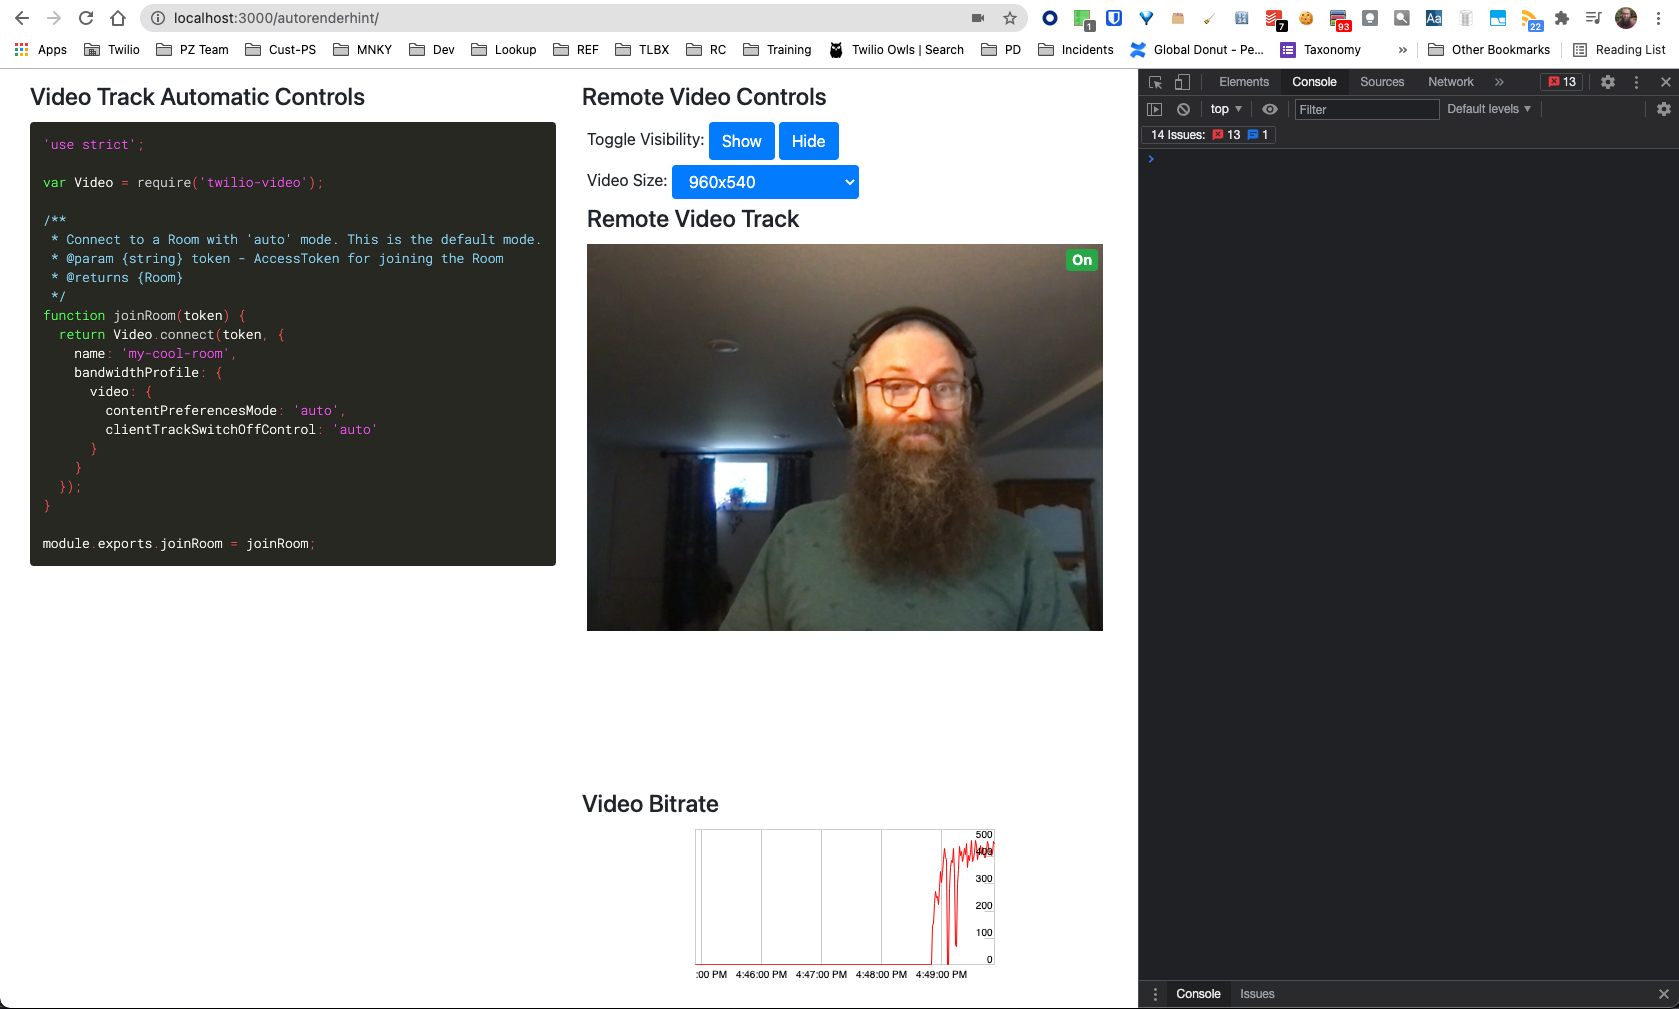 localhost:3000/autorenderhint/
1
7
93
Aa
22
Apps Twilio PZ Team Cust-PS MNKY Dev Lookup REF TLBX RC Training Twilio Owls | Search PD Incidents Global Donut - Pe... Taxonomy » Other Bookmarks Reading List
Video Track Automatic Controls
'use strict';
var Video = require('twilio-video');
/**
* Connect to a Room with 'auto' mode. This is the default mode.
* @param {string} token - AccessToken for joining the Room
* @returns {Room}
*/
function joinRoom(token) {
return Video.connect(token, {
name: 'my-cool-room',
bandwidthProfile: {
video: {
contentPreferencesMode: 'auto',
clientTrackSwitchOffControl: 'auto'
}
}
});
}
module.exports.joinRoom = joinRoom;
Remote Video Controls
Toggle Visibility: Show Hide
Video Size: 960x540
Remote Video Track
On
Video Bitrate
500
400
300
200
100
0
:00 PM 4:46:00 PM 4:47:00 PM 4:48:00 PM 4:49:00 PM
Elements Console Sources Network » 13
top Filter Default levels
14 Issues: 13 1
Console Issues